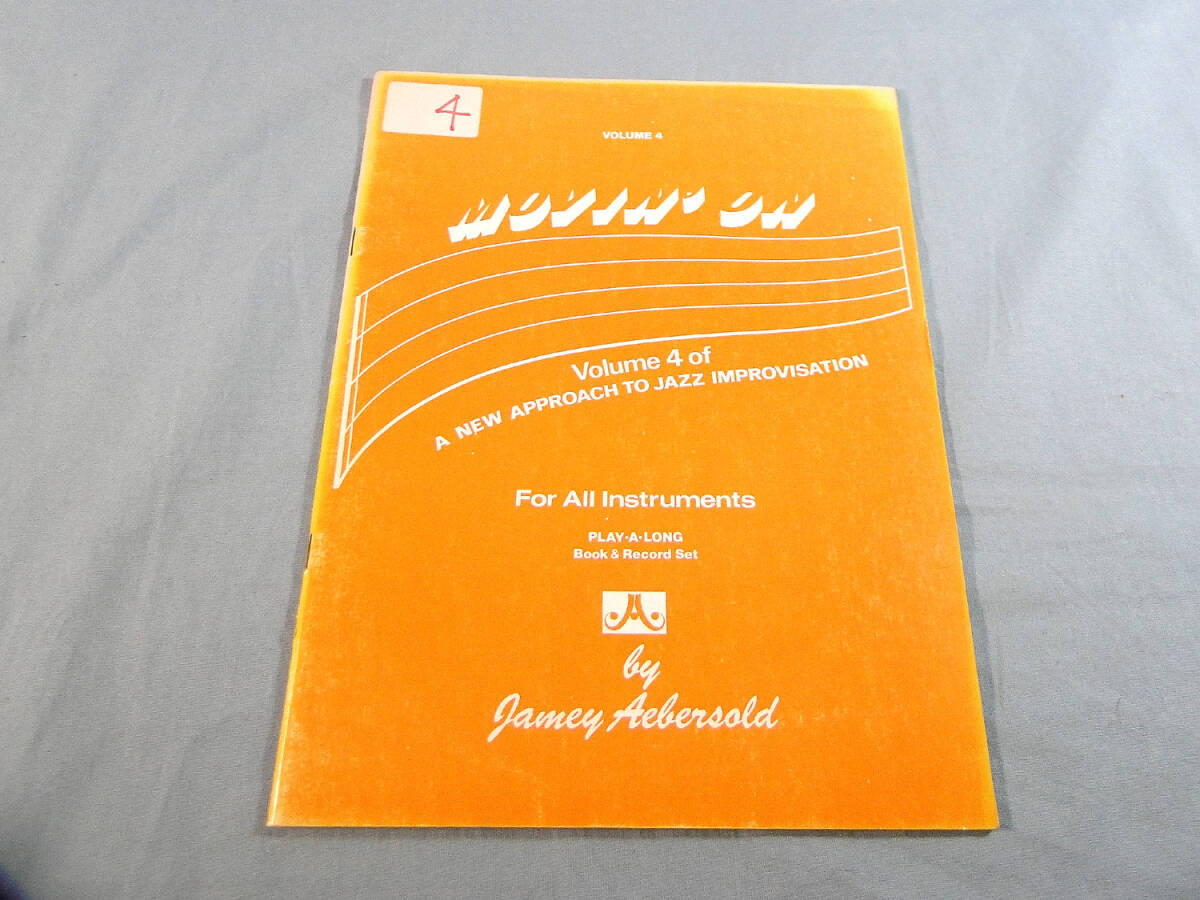 4
VOLUME 4
MOVIN' ON
Volume 4 of
A NEW APPROACH TO JAZZ IMPROVISATION
For All Instruments
PLAY·A·LONG
Book & Record Set
by
Jamey Aebersold